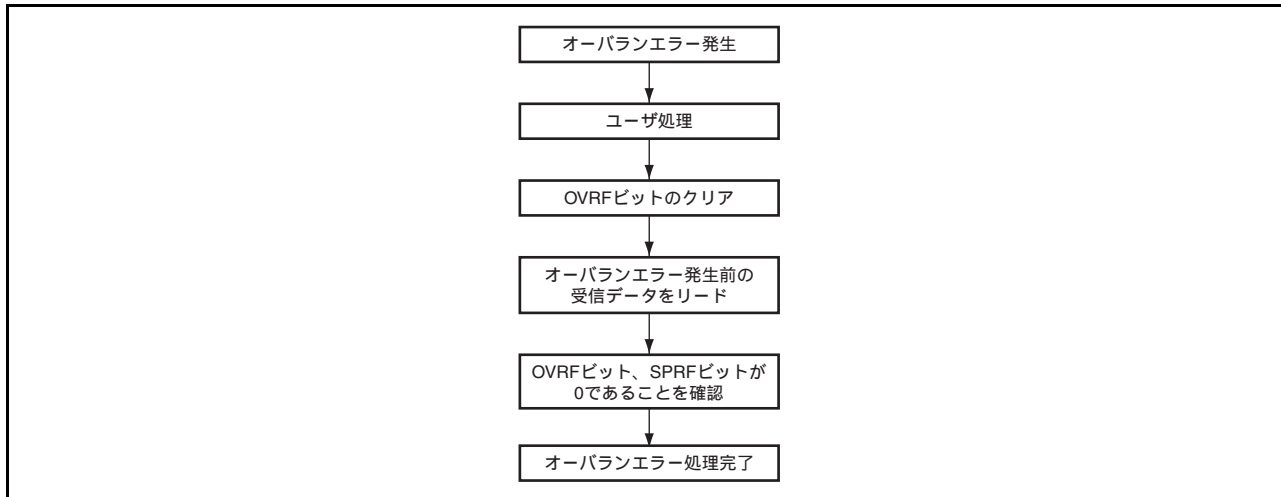 オーバランエラー発生
ユーザ処理
OVRFビットのクリア
オーバランエラー発生前の
受信データをリード
OVRFビット、SPRFビットが
0であることを確認
オーバランエラー処理完了